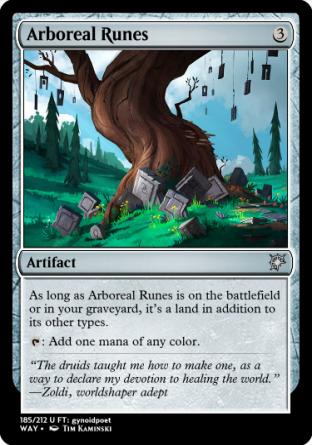 Arboreal Runes 3
Artifact
As long as Arboreal Runes is on the battlefield
or in your graveyard, it's a land in addition to
its other types.
: Add one mana of any color.
"The druids taught me how to make one, as a
way to declare my devotion to healing the world."
—Zoldi, worldshaper adept
185/212 U FT: gynoidpoet
WAY • Tim Kaminski